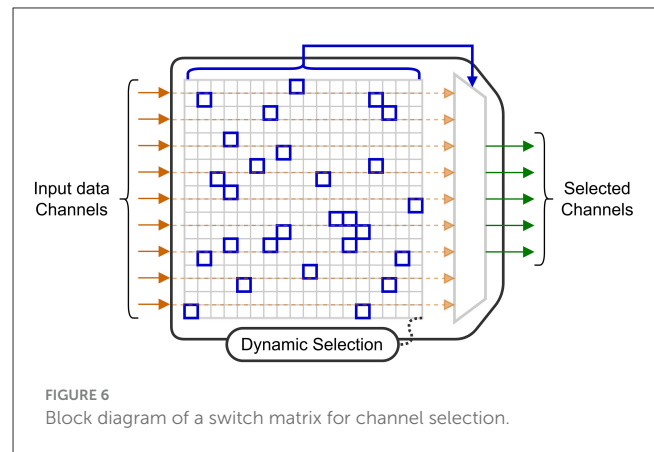 Input data
Channels
Selected
Channels
Dynamic Selection
FIGURE 6
Block diagram of a switch matrix for channel selection.